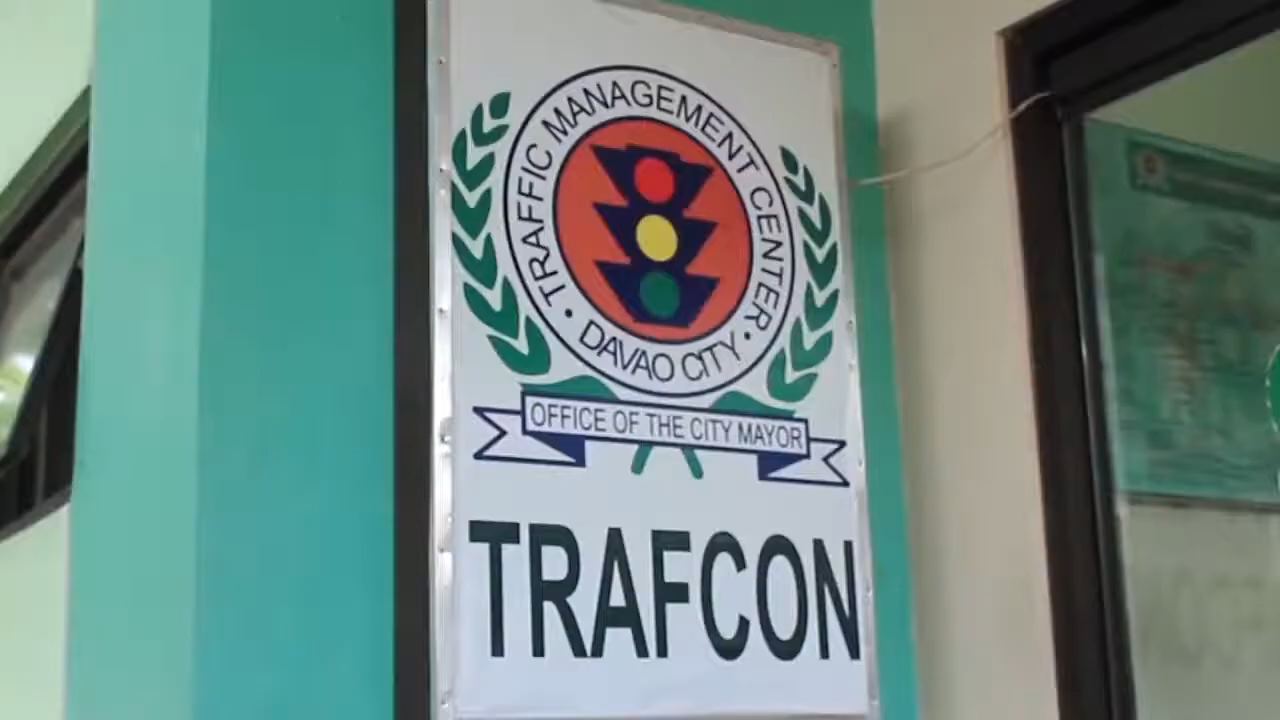 TRAFFIC MANAGEMENT CENTER
• DAVAO CITY •
OFFICE OF THE CITY MAYOR
TRAFCON